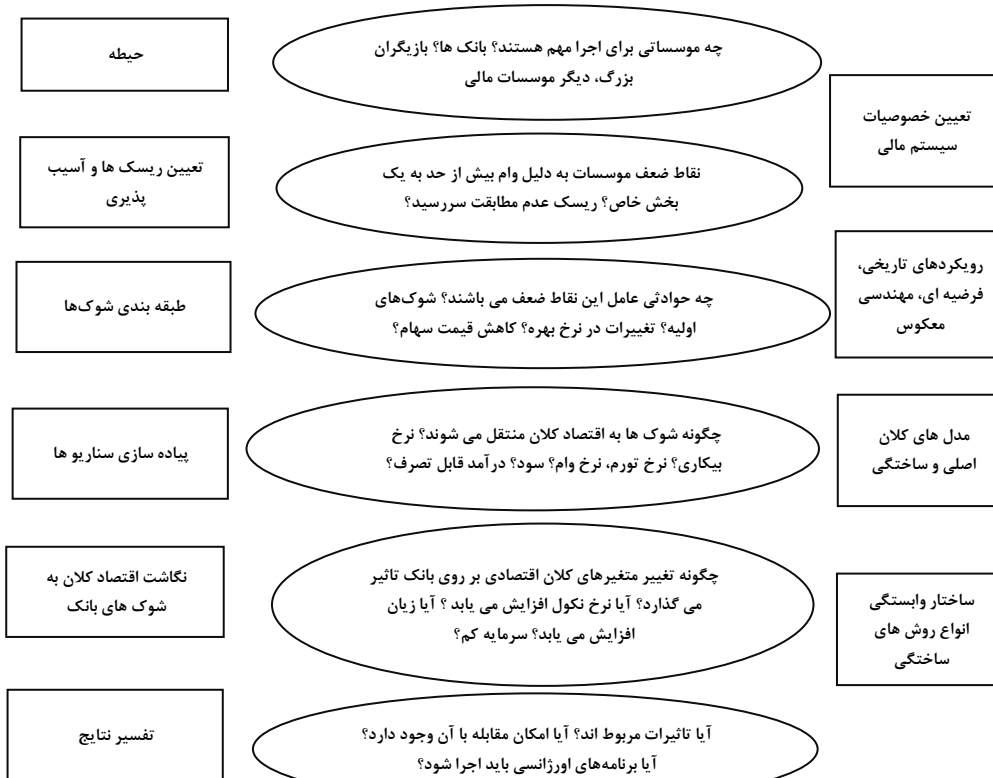 حیطه
چه موسساتی برای اجرا مهم هستند؟ بانک ها؟ بازیگران
بزرگ، دیگر موسسات مالی
تعیین خصوصیات
سیستم مالی
تعیین ریسک ها و آسیب
پذیری
نقاط ضعف موسسات به دلیل وام بیش از حد به یک
بخش خاص؟ ریسک عدم مطابقت سررسید؟
رویکردهای تاریخی،
فرضیه ای، مهندسی
معکوس
طبقه بندی شوک‌ها
چه حوادثی عامل این نقاط ضعف می باشند؟ شوک‌های
اولیه؟ تغییرات در نرخ بهره؟ کاهش قیمت سهام؟
مدل های کلان
اصلی و ساختگی
پیاده سازی سناریو ها
چگونه شوک ها به اقتصاد کلان منتقل می شوند؟ نرخ
بیکاری؟ نرخ تورم، نرخ وام؟ سود؟ درآمد قابل تصرف؟
نگاشت اقتصاد کلان به
شوک های بانک
چگونه تغییر متغیرهای کلان اقتصادی بر روی بانک تاثیر
می گذارد؟ آیا نرخ نکول افزایش می یابد ؟ آیا زیان
افزایش می یابد؟ سرمایه کم؟
ساختار وابستگی
انواع روش های
ساختگی
تفسیر نتایج
آیا تاثیرات مربوط اند؟ آیا امکان مقابله با آن وجود دارد؟
آیا برنامه‌های اورژانسی باید اجرا شود؟